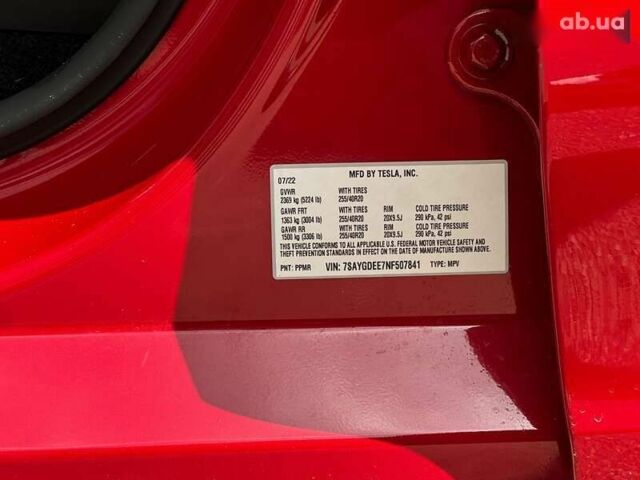 ab.ua
07/22 MFD BY TESLA, INC.
GVWR WITH TIRES
2369 kg (5224 lb) 255/40R20
GAWR FRT WITH TIRES RIM COLD TIRE PRESSURE
1363 kg (3004 lb) 255/40R20 20X9.5J 290 kPa, 42 psi
GAWR RR WITH TIRES RIM COLD TIRE PRESSURE
1500 kg (3306 lb) 255/40R20 20X9.5J 290 kPa, 42 psi
THIS VEHICLE CONFORMS TO ALL APPLICABLE U.S. FEDERAL MOTOR VEHICLE SAFETY
AND THEFT PREVENTION STANDARDS IN EFFECT ON THE DATE OF MANUFACTURE SHOWN ABOVE.
PNT: PPMR VIN: 7SAYGDEE7NF507841 TYPE: MPV